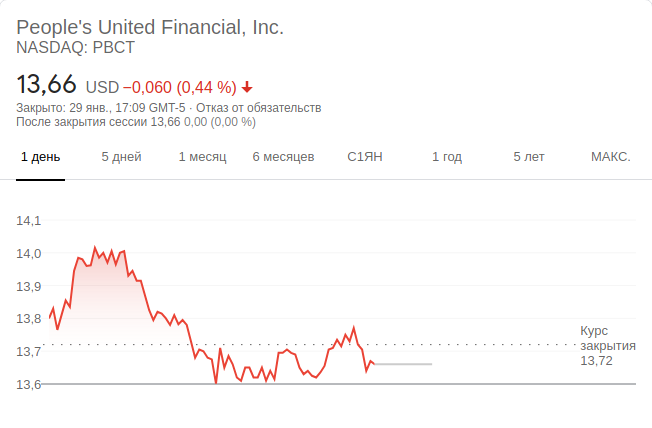 People's United Financial, Inc.
NASDAQ: PBCT
13,66 USD −0,060 (0,44 %)
Закрыто: 29 янв., 17:09 GMT-5 · Отказ от обязательств
После закрытия сессии 13,66 0,00 (0,00 %)
1 день 5 дней 1 месяц 6 месяцев С1ЯН 1 год 5 лет МАКС.
14,1
14,0
13,9
13,8
13,7
13,6
Курс
закрытия
13,72